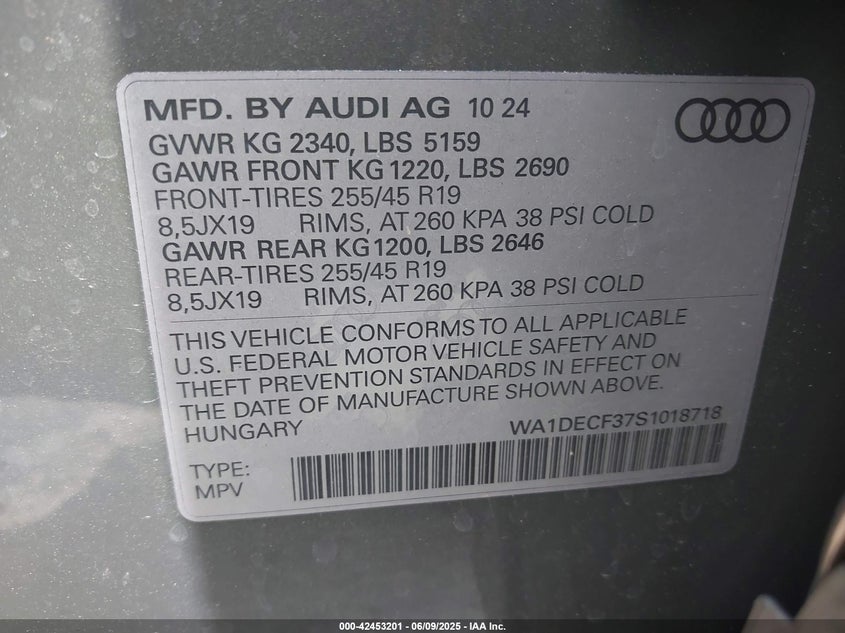 MFD. BY AUDI AG 10 24
GVWR KG 2340, LBS 5159
GAWR FRONT KG 1220, LBS 2690
FRONT-TIRES 255/45 R19
8,5JX19 RIMS, AT 260 KPA 38 PSI COLD
GAWR REAR KG1200, LBS 2646
REAR-TIRES 255/45 R19
8,5JX19 RIMS, AT 260 KPA 38 PSI COLD
THIS VEHICLE CONFORMS TO ALL APPLICABLE
U.S. FEDERAL MOTOR VEHICLE SAFETY AND
THEFT PREVENTION STANDARDS IN EFFECT ON
THE DATE OF MANUFACTURE SHOWN ABOVE.
HUNGARY WA1DECF37S1018718
TYPE:
MPV
000-42453201 - 06/09/2025 - IAA Inc.